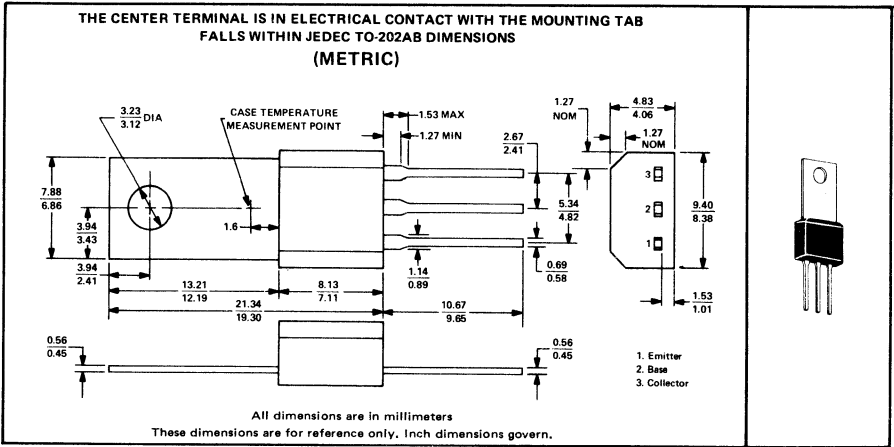 THE CENTER TERMINAL IS IN ELECTRICAL CONTACT WITH THE MOUNTING TAB
FALLS WITHIN JEDEC TO-202AB DIMENSIONS
(METRIC)
3.23
3.12 DIA
CASE TEMPERATURE
MEASUREMENT POINT
1.53 MAX
1.27 MIN
2.67
2.41
1.27
NOM
4.83
4.06
1.27
NOM
7.88
6.86
3.94
3.43
3.94
2.41
1.6
5.34
4.82
3
2
1
9.40
8.38
1.14
0.89
0.69
0.58
1.53
1.01
13.21
12.19
8.13
7.11
21.34
19.30
10.67
9.65
0.56
0.45
0.56
0.45
1. Emitter
2. Base
3. Collector
All dimensions are in millimeters
These dimensions are for reference only. Inch dimensions govern.